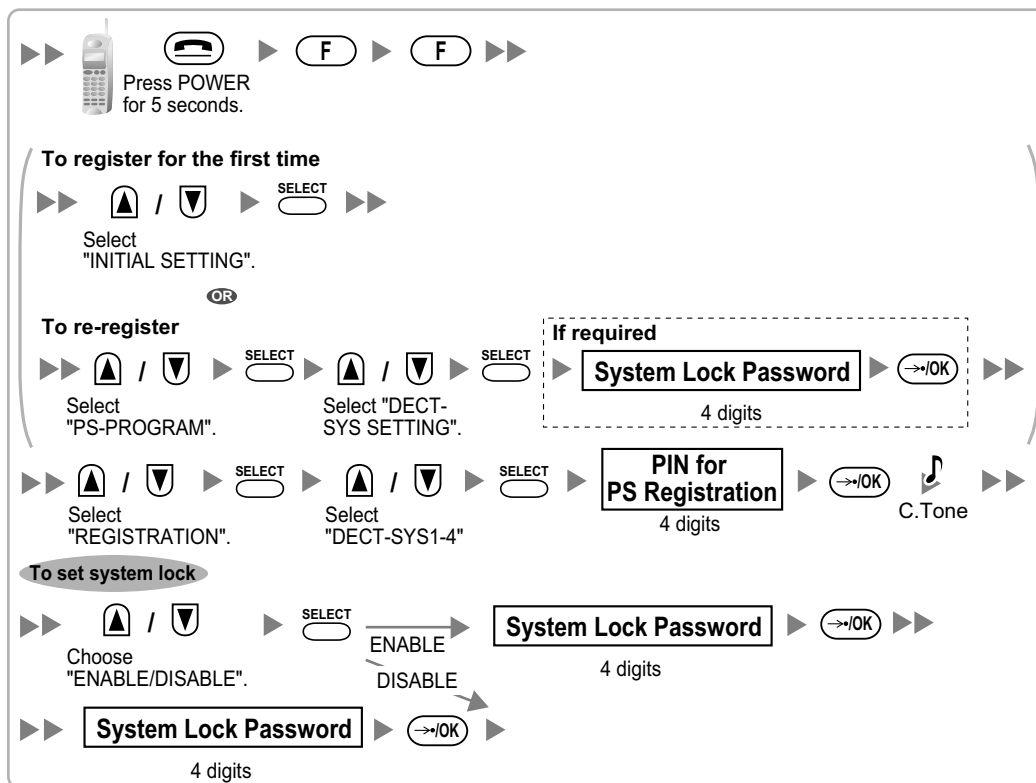 F
F
Press POWER
for 5 seconds.
To register for the first time
/
SELECT
Select
"INITIAL SETTING".
OR
To re-register
If required
/
SELECT
/
SELECT
System Lock Password
/OK
Select
"PS-PROGRAM".
Select "DECT-
SYS SETTING".
4 digits
/
SELECT
/
SELECT
PIN for
PS Registration
/OK
Select
"REGISTRATION".
Select
"DECT-SYS1-4"
4 digits
C.Tone
To set system lock
/
SELECT
ENABLE
System Lock Password
/OK
Choose
"ENABLE/DISABLE".
DISABLE
4 digits
System Lock Password
/OK
4 digits